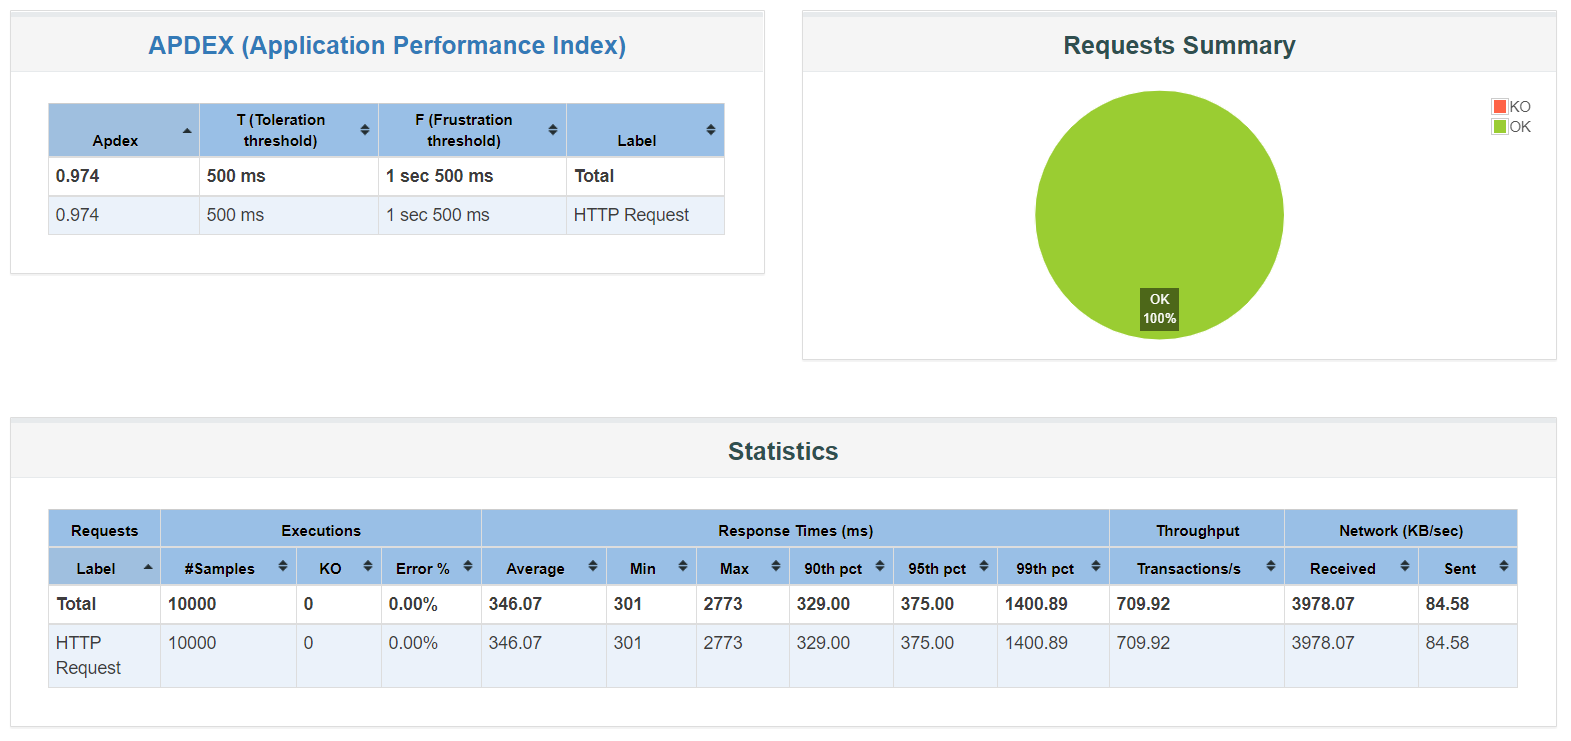 APDEX (Application Performance Index)
Apdex T (Toleration threshold) F (Frustration threshold) Label
0.974 500 ms 1 sec 500 ms Total
0.974 500 ms 1 sec 500 ms HTTP Request
Requests Summary
KO
OK
OK
100%
Statistics
Requests Executions Response Times (ms) Throughput Network (KB/sec)
Label #Samples KO Error % Average Min Max 90th pct 95th pct 99th pct Transactions/s Received Sent
Total 10000 0 0.00% 346.07 301 2773 329.00 375.00 1400.89 709.92 3978.07 84.58
HTTP Request 10000 0 0.00% 346.07 301 2773 329.00 375.00 1400.89 709.92 3978.07 84.58